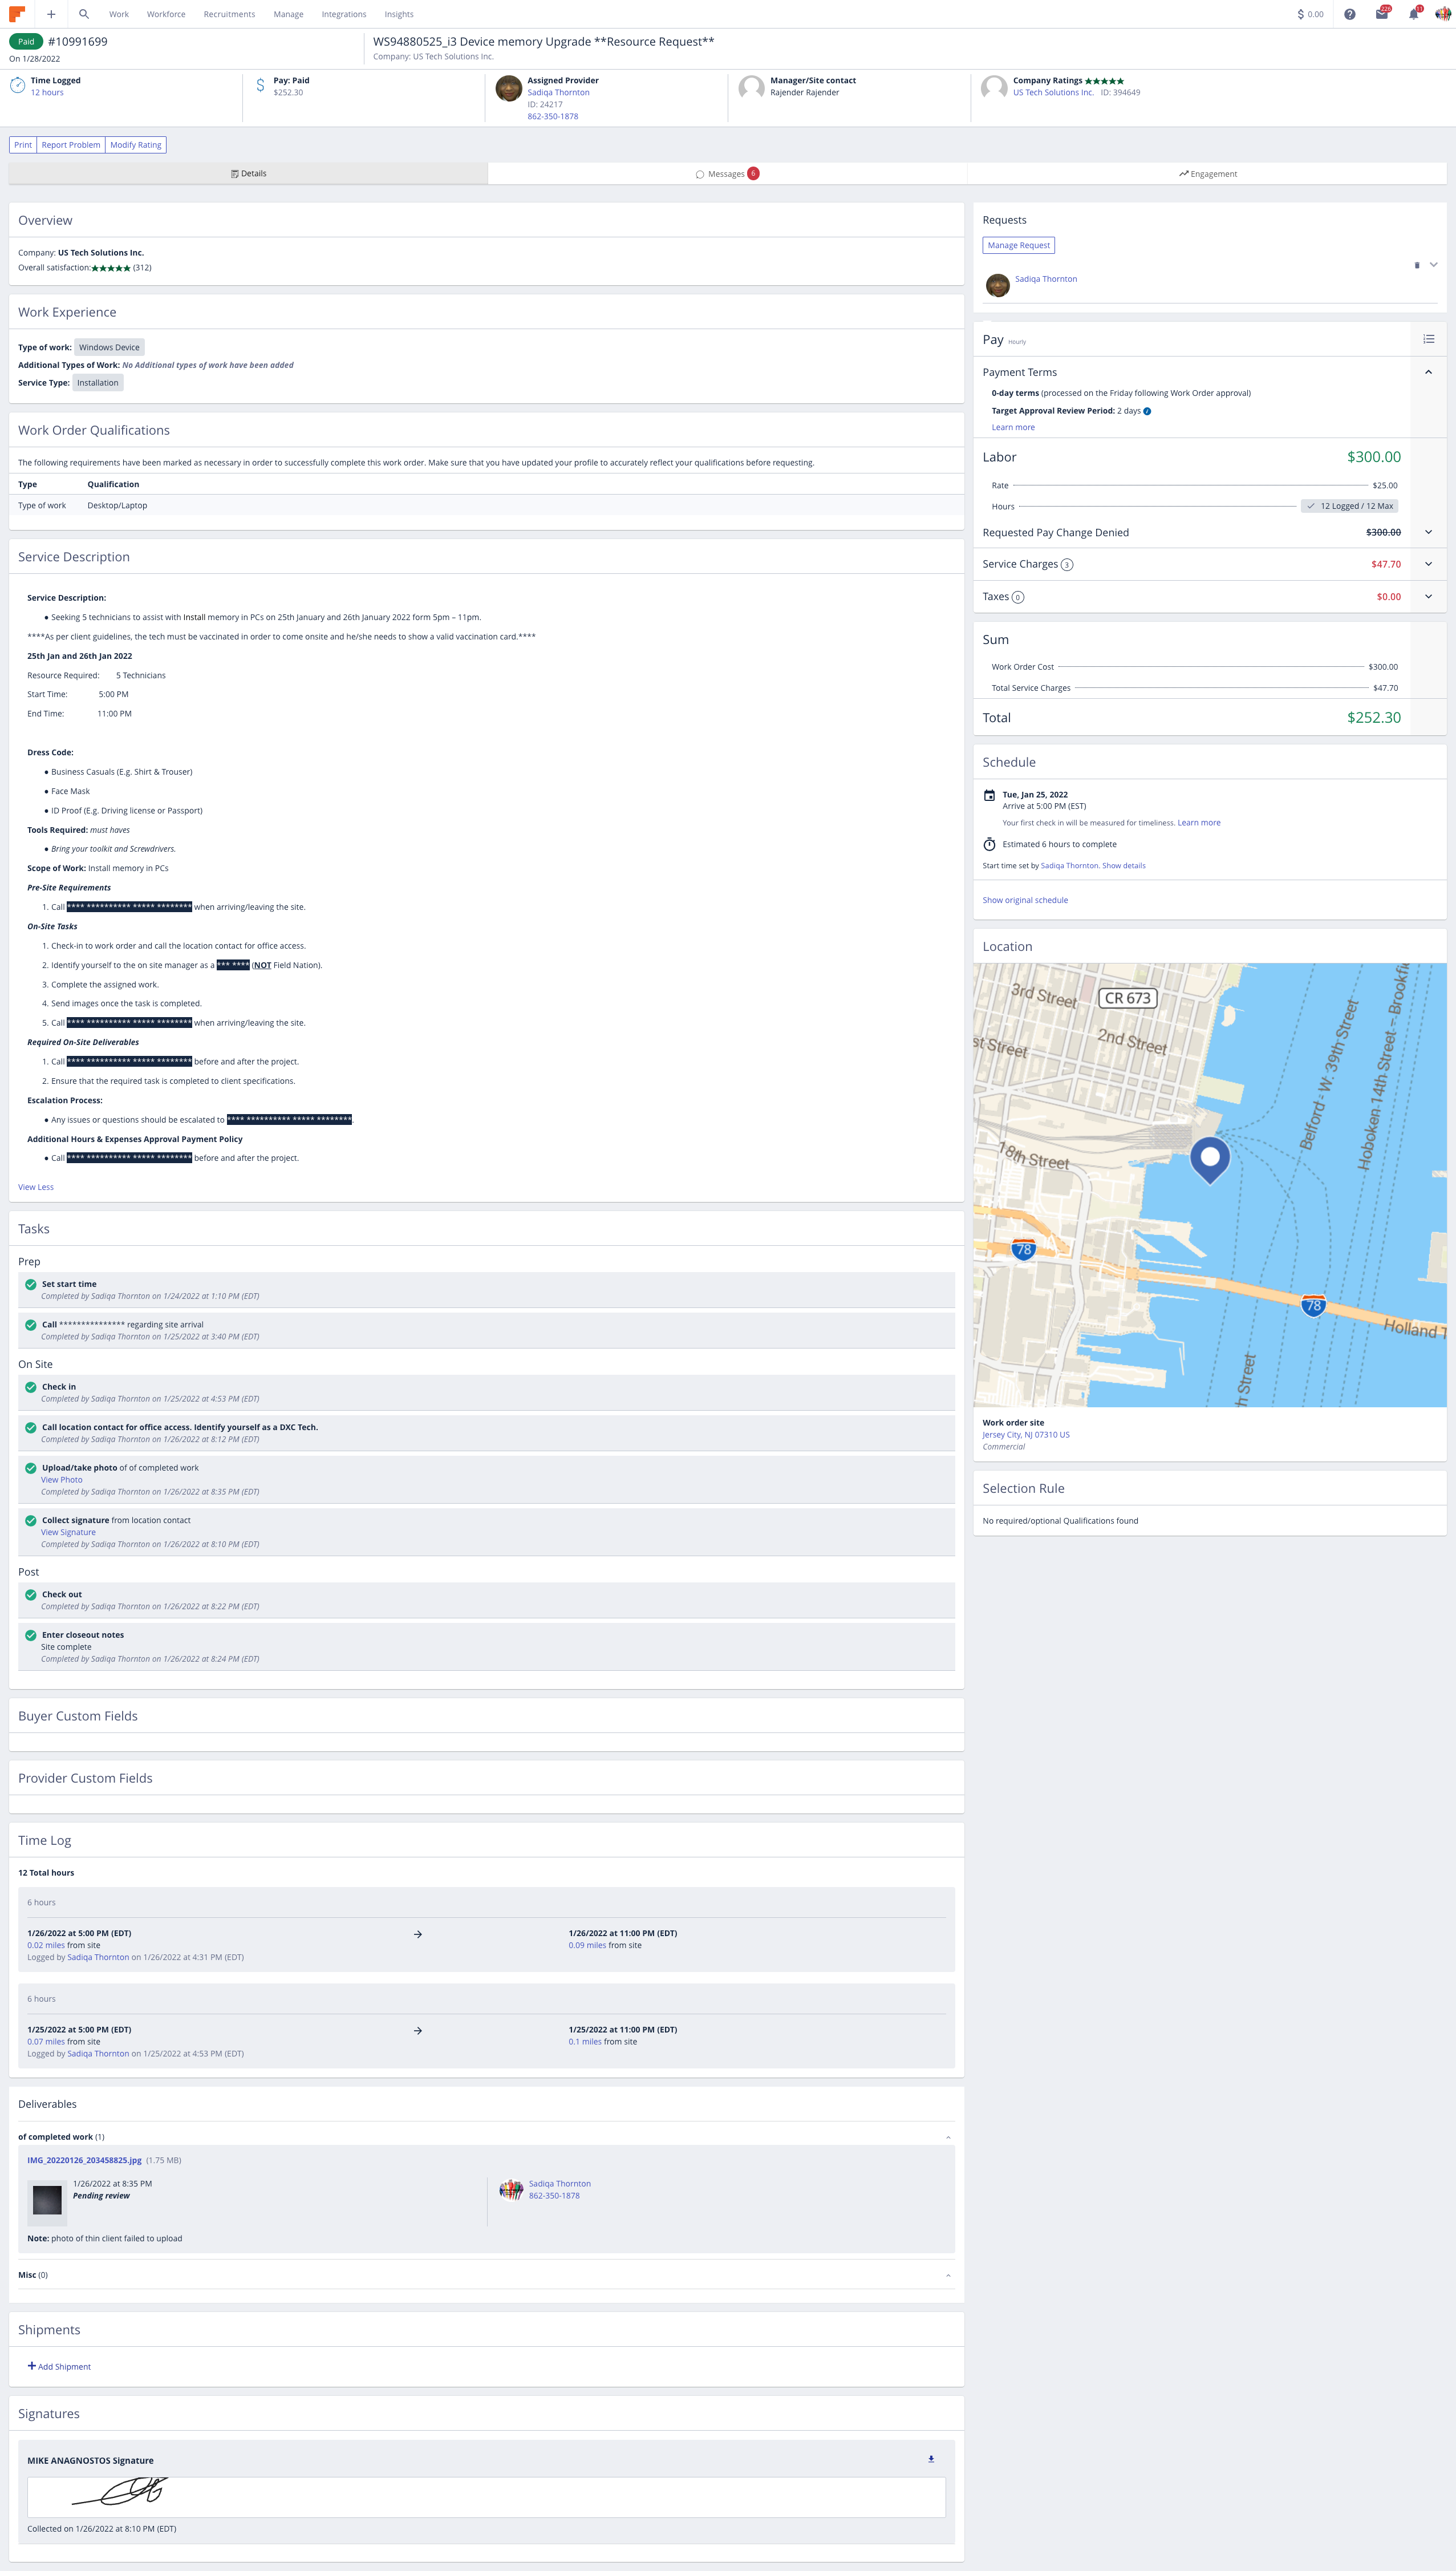 Work Workforce Recruitments Manage Integrations Insights
$ 0.00
Paid #10991699
On 1/28/2022
WS94880525_i3 Device memory Upgrade **Resource Request**
Company: US Tech Solutions Inc.
Time Logged
12 hours
Pay: Paid
$252.30
Assigned Provider
Sadiqa Thornton
ID: 24217
862-350-1878
Manager/Site contact
Rajender Rajender
Company Ratings ★★★★★
US Tech Solutions Inc. ID: 394649
Print Report Problem Modify Rating
Details
Messages 6
Engagement
Overview
Company: US Tech Solutions Inc.
Overall satisfaction:★★★★★ (312)
Work Experience
Type of work: Windows Device
Additional Types of Work: No Additional types of work have been added
Service Type: Installation
Work Order Qualifications
The following requirements have been marked as necessary in order to successfully complete this work order. Make sure that you have updated your profile to accurately reflect your qualifications before requesting.
Type Qualification
Type of work Desktop/Laptop
Service Description
Service Description:
● Seeking 5 technicians to assist with Install memory in PCs on 25th January and 26th January 2022 form 5pm – 11pm.
****As per client guidelines, the tech must be vaccinated in order to come onsite and he/she needs to show a valid vaccination card.****
25th Jan and 26th Jan 2022
Resource Required: 5 Technicians
Start Time: 5:00 PM
End Time: 11:00 PM
Dress Code:
● Business Casuals (E.g. Shirt & Trouser)
● Face Mask
● ID Proof (E.g. Driving license or Passport)
Tools Required: must haves
● Bring your toolkit and Screwdrivers.
Scope of Work: Install memory in PCs
Pre-Site Requirements
1. Call **** ********** ***** ******** when arriving/leaving the site.
On-Site Tasks
1. Check-in to work order and call the location contact for office access.
2. Identify yourself to the on site manager as a *** **** (NOT Field Nation).
3. Complete the assigned work.
4. Send images once the task is completed.
5. Call **** ********** ***** ******** when arriving/leaving the site.
Required On-Site Deliverables
1. Call **** ********** ***** ******** before and after the project.
2. Ensure that the required task is completed to client specifications.
Escalation Process:
● Any issues or questions should be escalated to **** ********** ***** ********.
Additional Hours & Expenses Approval Payment Policy
● Call **** ********** ***** ******** before and after the project.
View Less
Tasks
Prep
Set start time
Completed by Sadiqa Thornton on 1/24/2022 at 1:10 PM (EDT)
Call *************** regarding site arrival
Completed by Sadiqa Thornton on 1/25/2022 at 3:40 PM (EDT)
On Site
Check in
Completed by Sadiqa Thornton on 1/25/2022 at 4:53 PM (EDT)
Call location contact for office access. Identify yourself as a DXC Tech.
Completed by Sadiqa Thornton on 1/26/2022 at 8:12 PM (EDT)
Upload/take photo of of completed work
View Photo
Completed by Sadiqa Thornton on 1/26/2022 at 8:35 PM (EDT)
Collect signature from location contact
View Signature
Completed by Sadiqa Thornton on 1/26/2022 at 8:10 PM (EDT)
Post
Check out
Completed by Sadiqa Thornton on 1/26/2022 at 8:22 PM (EDT)
Enter closeout notes
Site complete
Completed by Sadiqa Thornton on 1/26/2022 at 8:24 PM (EDT)
Buyer Custom Fields
Provider Custom Fields
Time Log
12 Total hours
6 hours
1/26/2022 at 5:00 PM (EDT) → 1/26/2022 at 11:00 PM (EDT)
0.02 miles from site 0.09 miles from site
Logged by Sadiqa Thornton on 1/26/2022 at 4:31 PM (EDT)
6 hours
1/25/2022 at 5:00 PM (EDT) → 1/25/2022 at 11:00 PM (EDT)
0.07 miles from site 0.1 miles from site
Logged by Sadiqa Thornton on 1/25/2022 at 4:53 PM (EDT)
Deliverables
of completed work (1)
IMG_20220126_203458825.jpg (1.75 MB)
1/26/2022 at 8:35 PM
Pending review
Sadiqa Thornton
862-350-1878
Note: photo of thin client failed to upload
Misc (0)
Shipments
+ Add Shipment
Signatures
MIKE ANAGNOSTOS Signature
Collected on 1/26/2022 at 8:10 PM (EDT)
Requests
Manage Request
Sadiqa Thornton
Pay Hourly
Payment Terms
0-day terms (processed on the Friday following Work Order approval)
Target Approval Review Period: 2 days
Learn more
Labor $300.00
Rate $25.00
Hours 12 Logged / 12 Max
Requested Pay Change Denied $300.00
Service Charges 3 $47.70
Taxes 0 $0.00
Sum
Work Order Cost $300.00
Total Service Charges $47.70
Total $252.30
Schedule
Tue, Jan 25, 2022
Arrive at 5:00 PM (EST)
Your first check in will be measured for timeliness. Learn more
Estimated 6 hours to complete
Start time set by Sadiqa Thornton. Show details
Show original schedule
Location
3rd Street
CR 673
2nd Street
st Street
18th Street
Belford - W. 39th Street
Hoboken 14th Street - Brookfie
78
78
Holland T
h Street
Work order site
Jersey City, NJ 07310 US
Commercial
Selection Rule
No required/optional Qualifications found